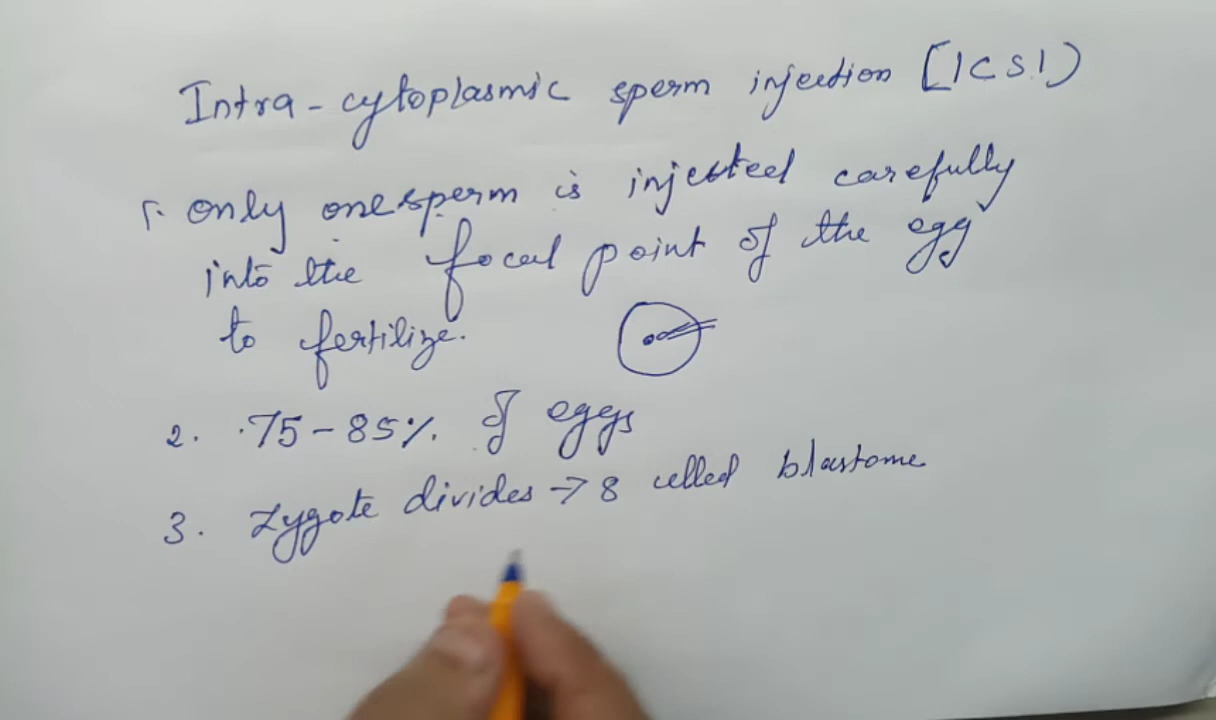 Intra-cytoplasmic sperm injection [ICSI)
1. only one sperm is injected carefully
into the focal point of the egg
to fertilize.
2. .75-85%. of eggs
3. Zygote divides → 8 celled blastome